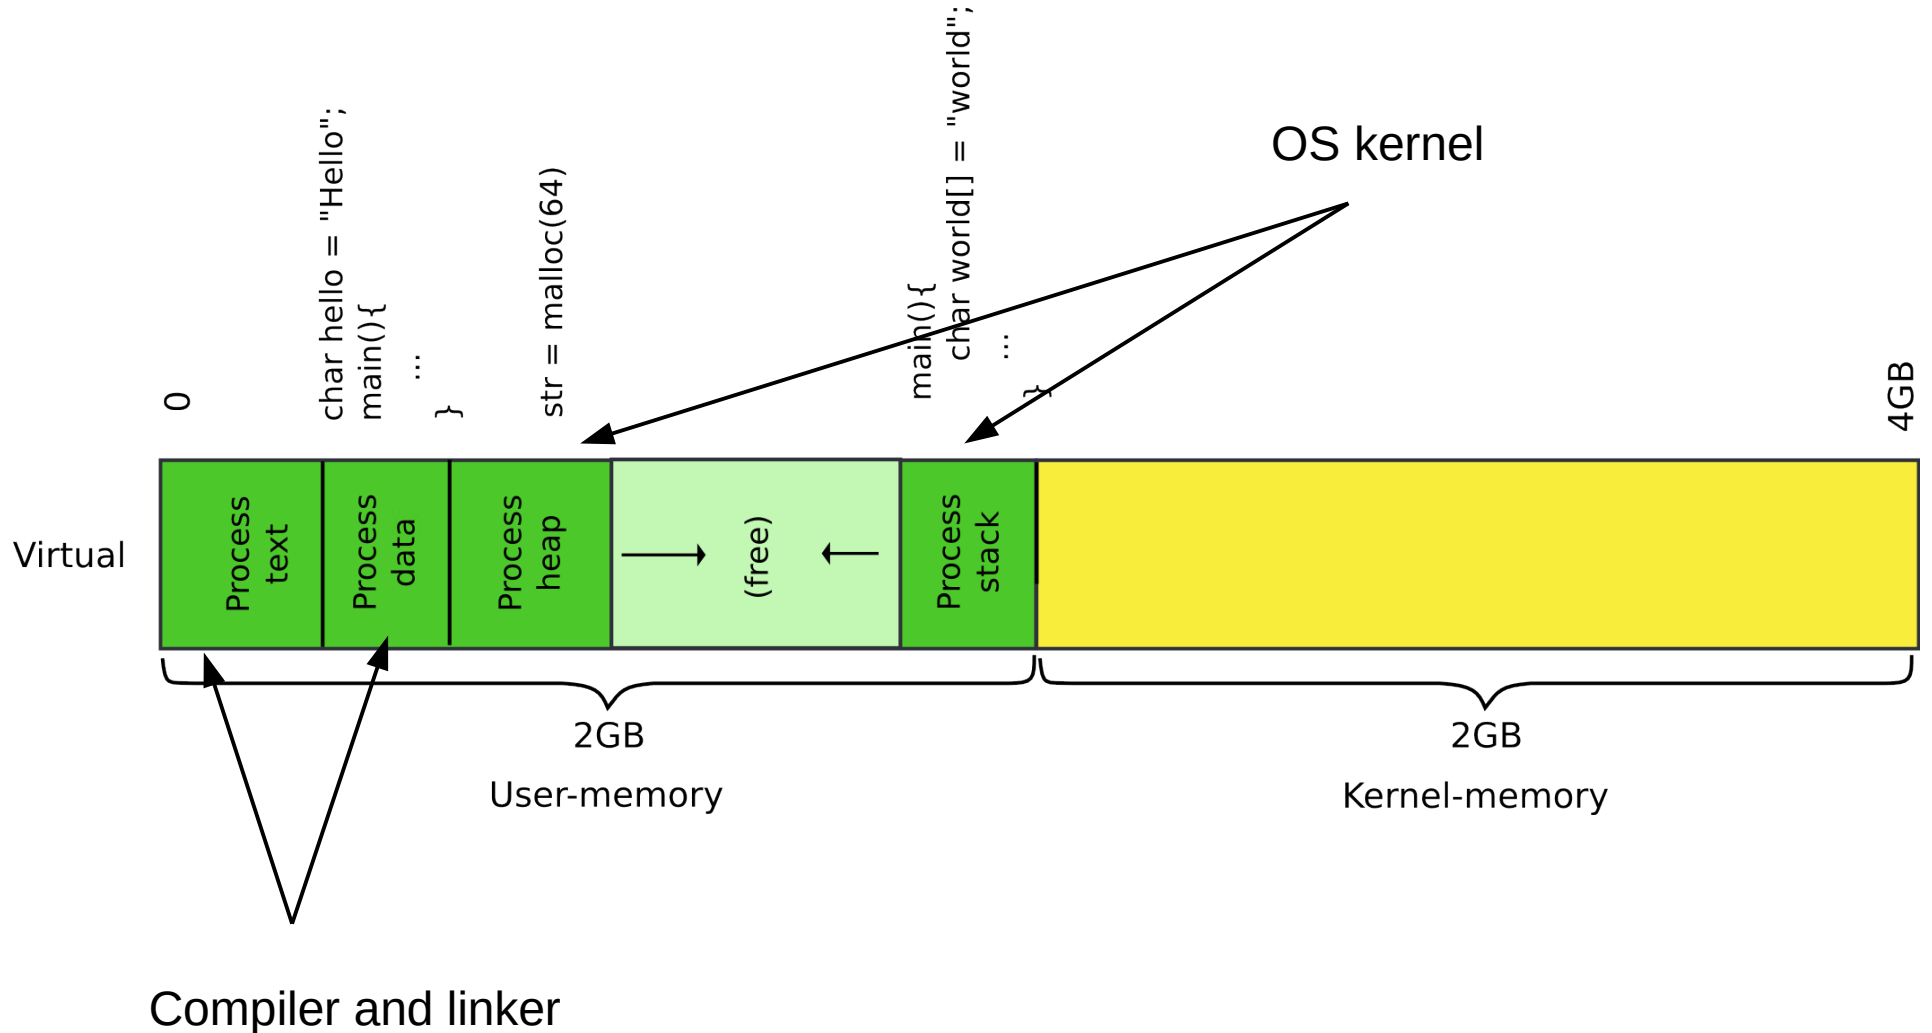 char hello = "Hello";
main(){
...
}
str = malloc(64)
main(){
char world[] = "world";
...
}
OS kernel
0
4GB
Virtual
Process
text
Process
data
Process
heap
(free)
Process
stack
2GB
2GB
User-memory
Kernel-memory
Compiler and linker